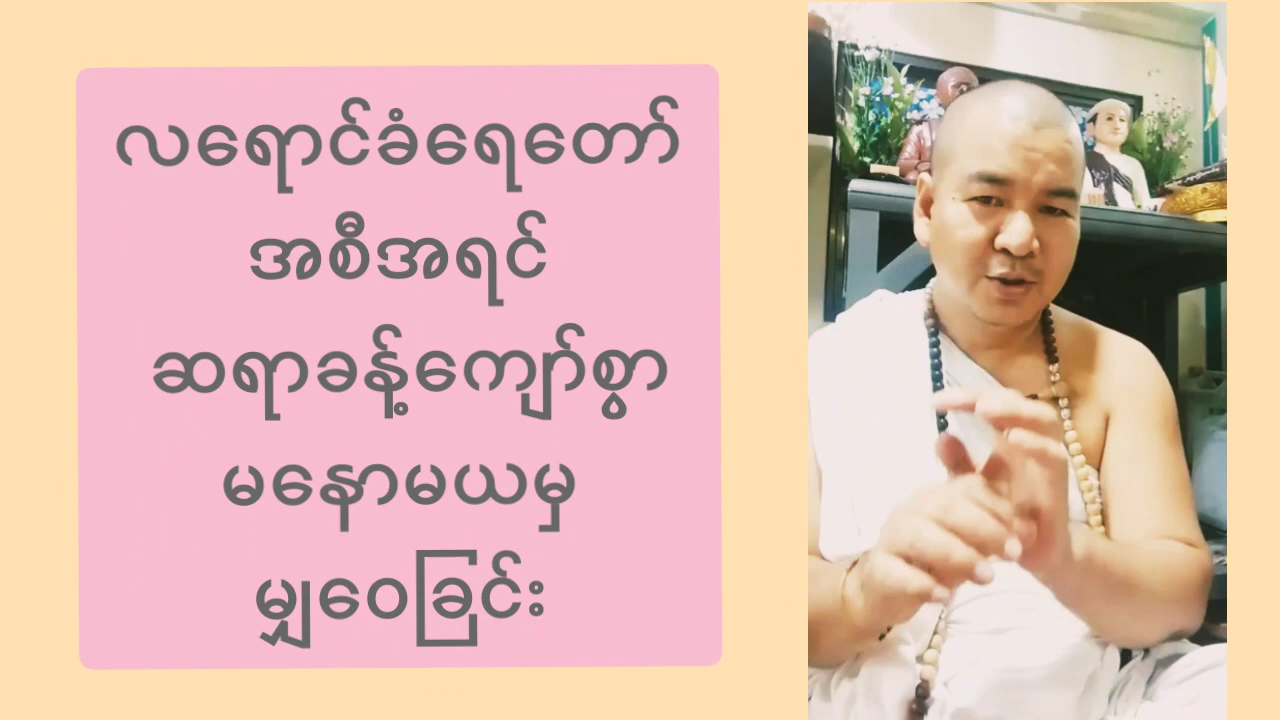 လရောင်ခံရေတော်
အစီအရင်
ဆရာခန့်ကျော်စွာ
မနောမယမှ
မျှဝေခြင်း